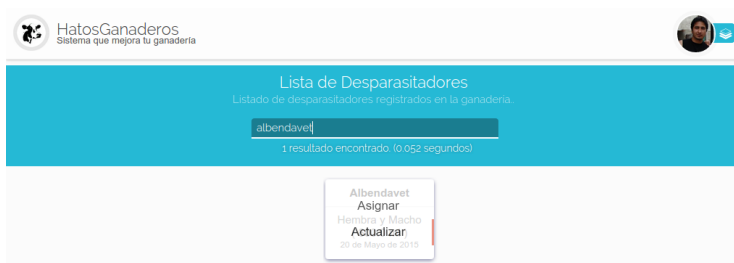 HatosGanaderos
Sistema que mejora tu ganadería
Lista de Desparasitadores
Listado de desparasitadores registrados en la ganaderia.
albendavet
1 resultado encontrado. (0.052 segundos)
Albendavet
Asignar
Hembra y Macho
Actualizar
20 de Mayo de 2015